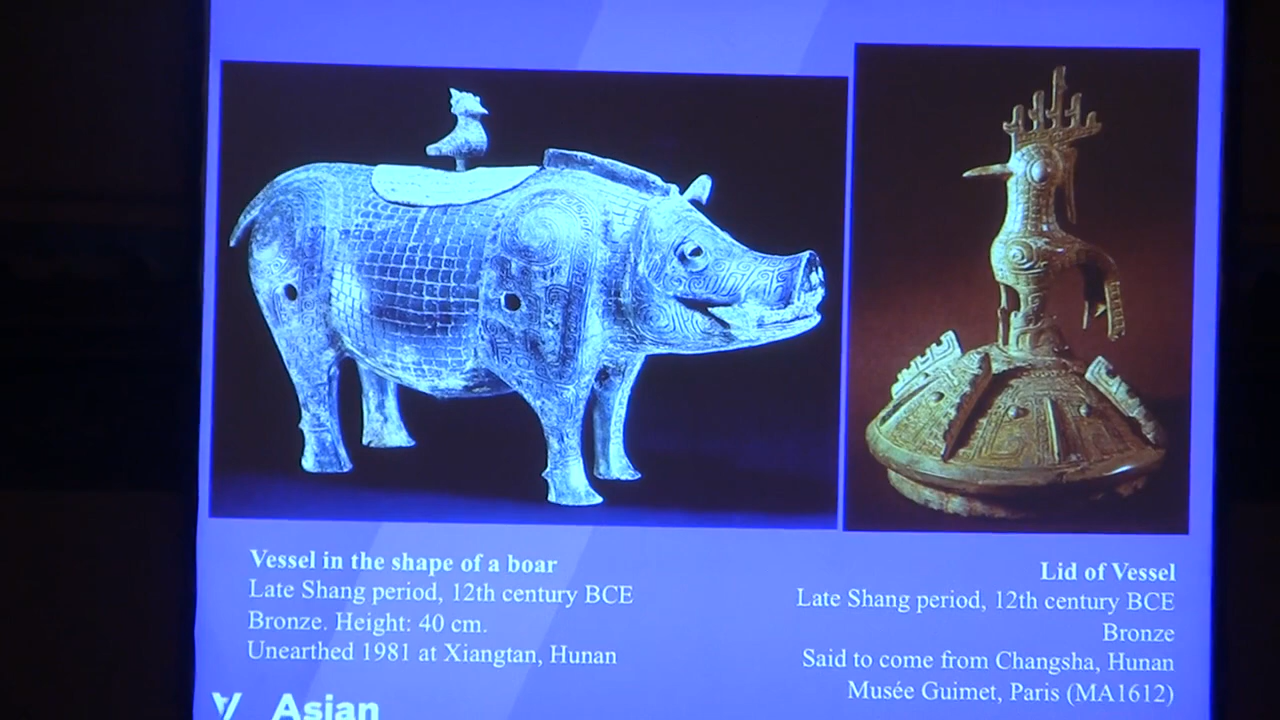 Vessel in the shape of a boar
Late Shang period, 12th century BCE
Bronze. Height: 40 cm.
Unearthed 1981 at Xiangtan, Hunan
Lid of Vessel
Late Shang period, 12th century BCE
Bronze
Said to come from Changsha, Hunan
Musée Guimet, Paris (MA1612)
Asian